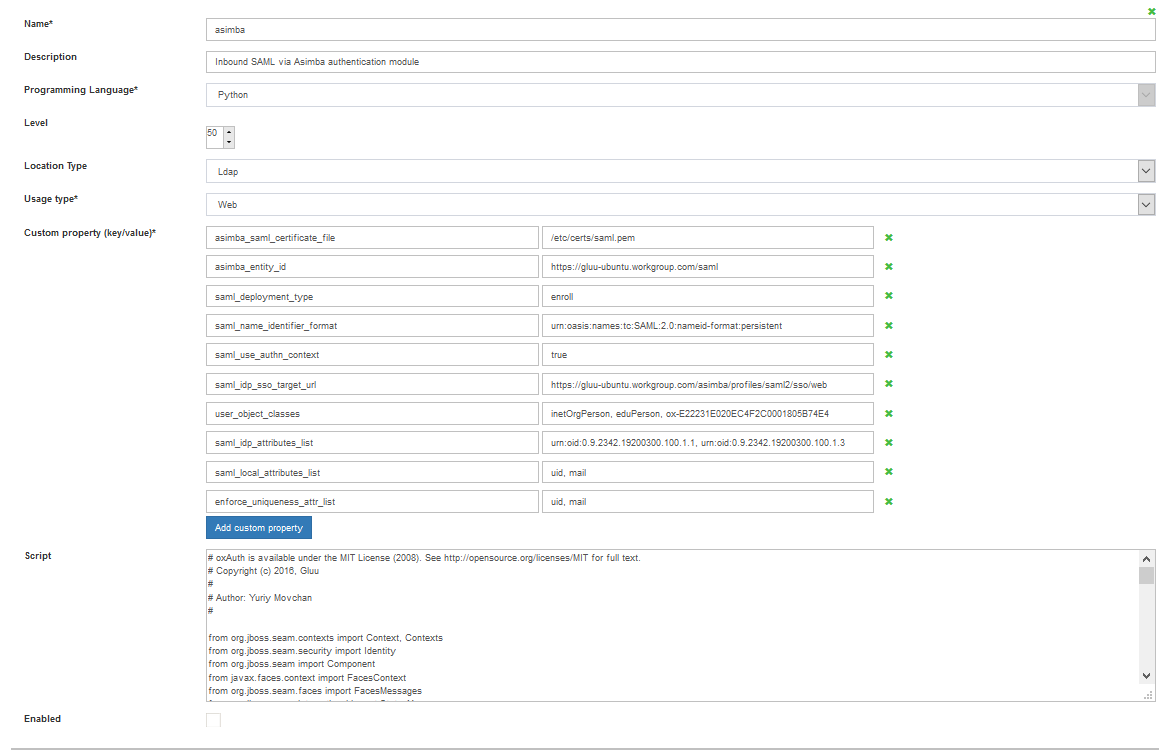 Name*
asimba
Description
Inbound SAML via Asimba authentication module
Programming Language*
Python
Level
50
Location Type
Ldap
Usage type*
Web
Custom property (key/value)*
asimba_saml_certificate_file /etc/certs/saml.pem
asimba_entity_id https://gluu-ubuntu.workgroup.com/saml
saml_deployment_type enroll
saml_name_identifier_format urn:oasis:names:tc:SAML:2.0:nameid-format:persistent
saml_use_authn_context true
saml_idp_sso_target_url https://gluu-ubuntu.workgroup.com/asimba/profiles/saml2/sso/web
user_object_classes inetOrgPerson, eduPerson, ox-E22231E020EC4F2C0001805B74E4
saml_idp_attributes_list urn:oid:0.9.2342.19200300.100.1.1, urn:oid:0.9.2342.19200300.100.1.3
saml_local_attributes_list uid, mail
enforce_uniqueness_attr_list uid, mail
Add custom property
Script
# oxAuth is available under the MIT License (2008). See http://opensource.org/licenses/MIT for full text.
# Copyright (c) 2016, Gluu
#
# Author: Yuriy Movchan
#
from org.jboss.seam.contexts import Context, Contexts
from org.jboss.seam.security import Identity
from org.jboss.seam import Component
from javax.faces.context import FacesContext
from org.jboss.seam.faces import FacesMessages
Enabled